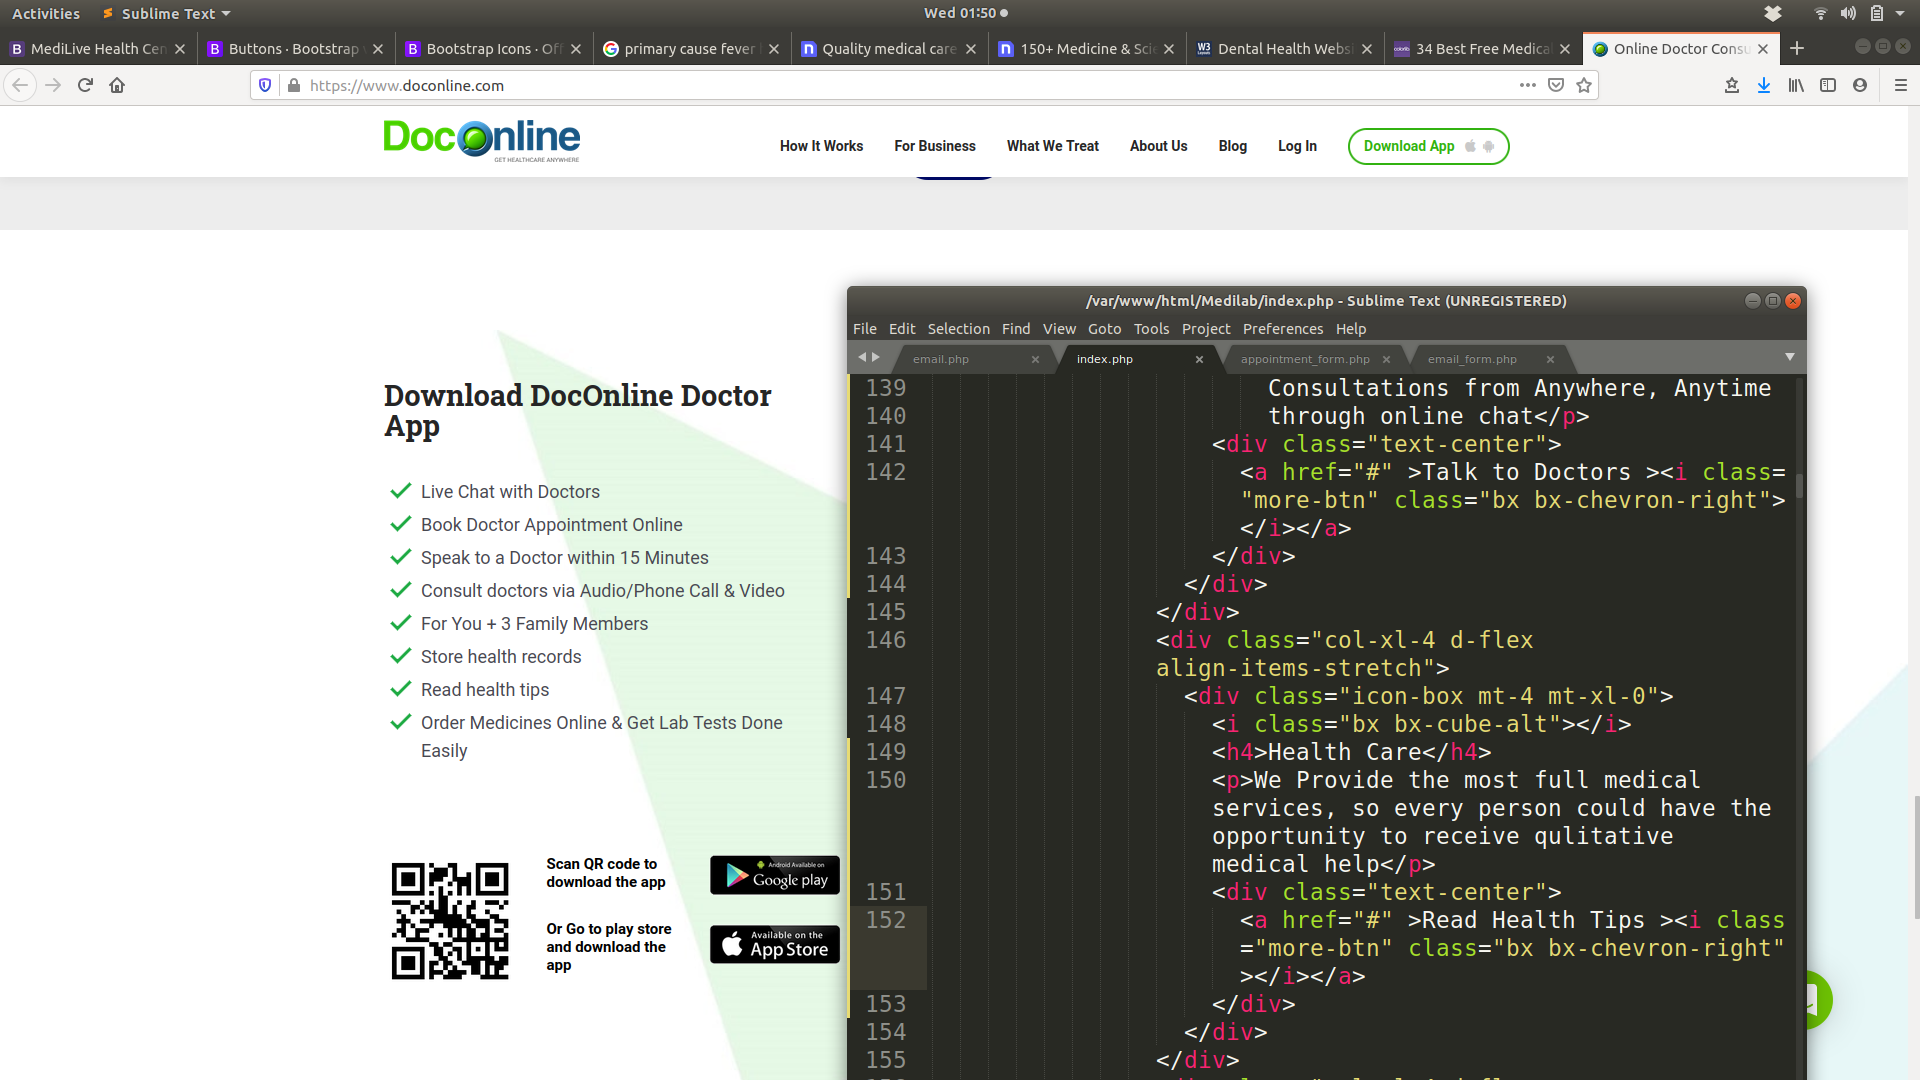 Activities
Sublime Text
Wed 01:50
MediLive Health Cen
Buttons · Bootstrap
Bootstrap Icons · Off
primary cause fever
Quality medical care
150+ Medicine & Scie
Dental Health Websi
34 Best Free Medical
Online Doctor Consu
https://www.doconline.com
DocOnline
GET HEALTHCARE ANYWHERE
How It Works
For Business
What We Treat
About Us
Blog
Log In
Download App
Download DocOnline Doctor
App
Live Chat with Doctors
Book Doctor Appointment Online
Speak to a Doctor within 15 Minutes
Consult doctors via Audio/Phone Call & Video
For You + 3 Family Members
Store health records
Read health tips
Order Medicines Online & Get Lab Tests Done
Easily
Scan QR code to
download the app
Or Go to play store
and download the
app
Android Available on
Google play
Available on the
App Store
/var/www/html/Medilab/index.php - Sublime Text (UNREGISTERED)
File Edit Selection Find View Goto Tools Project Preferences Help
email.php
index.php
appointment_form.php
email_form.php
139 Consultations from Anywhere, Anytime
140 through online chat</p>
141 <div class="text-center">
142 <a href="#" >Talk to Doctors ><i class=
"more-btn" class="bx bx-chevron-right">
</i></a>
143 </div>
144 </div>
145 </div>
146 <div class="col-xl-4 d-flex
align-items-stretch">
147 <div class="icon-box mt-4 mt-xl-0">
148 <i class="bx bx-cube-alt"></i>
149 <h4>Health Care</h4>
150 <p>We Provide the most full medical
services, so every person could have the
opportunity to receive qulitative
medical help</p>
151 <div class="text-center">
152 <a href="#" >Read Health Tips ><i class
="more-btn" class="bx bx-chevron-right"
></i></a>
153 </div>
154 </div>
155 </div>